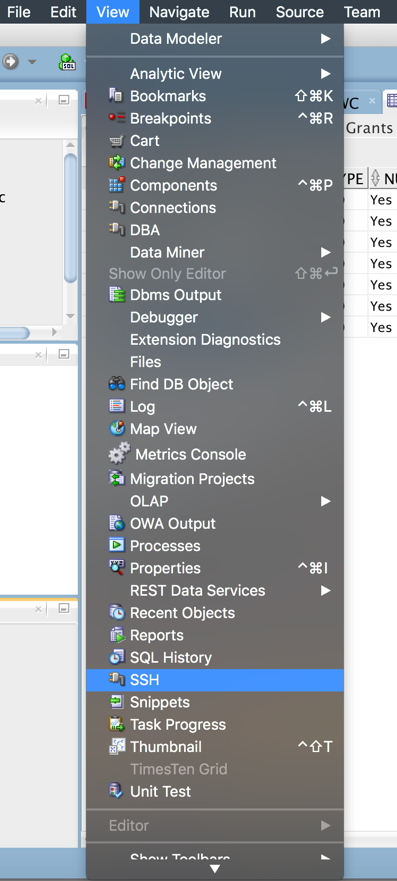 File Edit View Navigate Run Source Team
Data Modeler
SQL
Analytic View
Bookmarks ⇧⌘K
WC
Breakpoints ^⌘R
Grants
Cart
Change Management
Components ^⌘P
YPE NU
Connections
Yes
DBA
Yes
Data Miner
Yes
Show Only Editor ⇧⌘↩
Yes
Dbms Output
Yes
Debugger
Yes
Extension Diagnostics
Yes
Files
Find DB Object
Log ^⌘L
Map View
Metrics Console
Migration Projects
OLAP
OWA Output
Processes
Properties ^⌘I
REST Data Services
Recent Objects
Reports
SQL History
SSH
Snippets
Task Progress
Thumbnail ^⇧T
TimesTen Grid
Unit Test
Editor
Show Toolbars